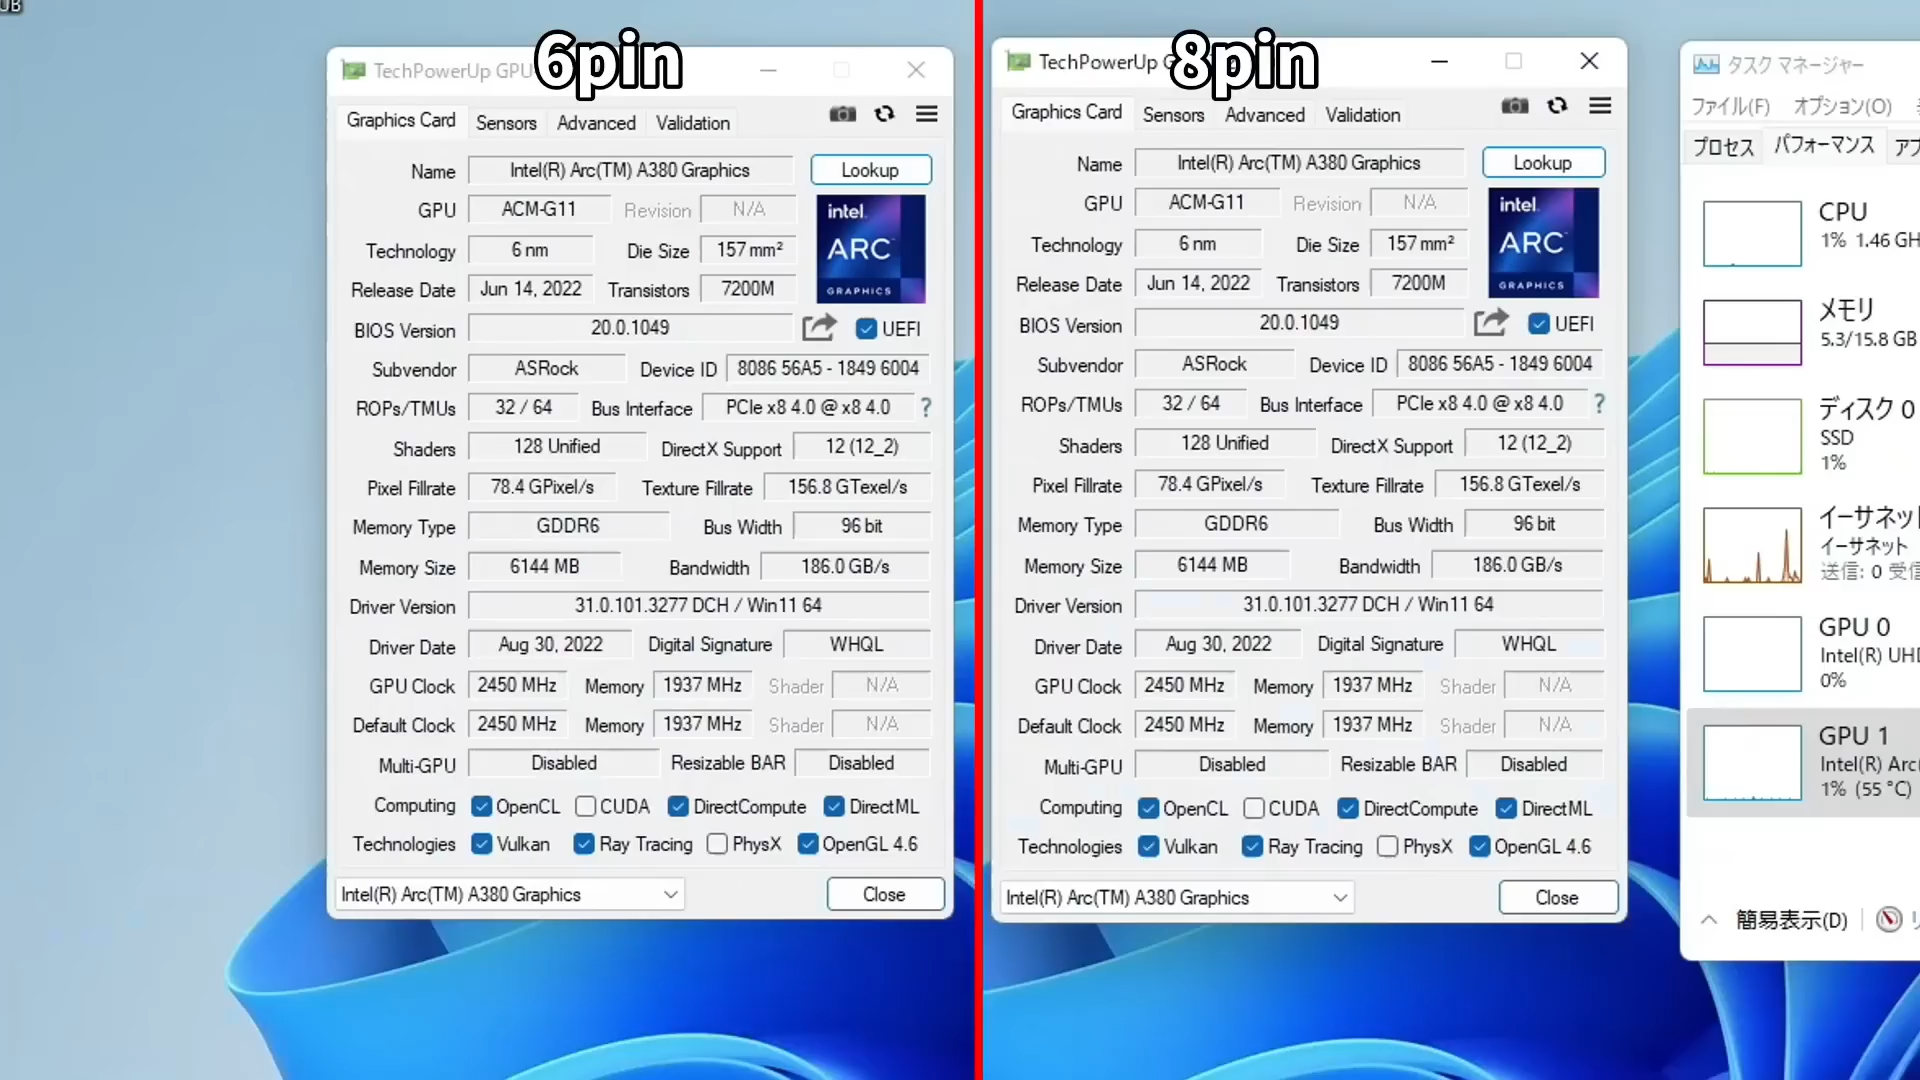 UB
6pin
TechPowerUp GPU
Graphics Card Sensors Advanced Validation
Name Intel(R) Arc(TM) A380 Graphics Lookup
GPU ACM-G11 Revision N/A
intel
ARC
GRAPHICS
Technology 6 nm Die Size 157 mm²
Release Date Jun 14, 2022 Transistors 7200M
BIOS Version 20.0.1049 UEFI
Subvendor ASRock Device ID 8086 56A5 - 1849 6004
ROPs/TMUs 32 / 64 Bus Interface PCIe x8 4.0 @ x8 4.0 ?
Shaders 128 Unified DirectX Support 12 (12_2)
Pixel Fillrate 78.4 GPixel/s Texture Fillrate 156.8 GTexel/s
Memory Type GDDR6 Bus Width 96 bit
Memory Size 6144 MB Bandwidth 186.0 GB/s
Driver Version 31.0.101.3277 DCH / Win11 64
Driver Date Aug 30, 2022 Digital Signature WHQL
GPU Clock 2450 MHz Memory 1937 MHz Shader N/A
Default Clock 2450 MHz Memory 1937 MHz Shader N/A
Multi-GPU Disabled Resizable BAR Disabled
Computing OpenCL CUDA DirectCompute DirectML
Technologies Vulkan Ray Tracing PhysX OpenGL 4.6
Intel(R) Arc(TM) A380 Graphics Close
8pin
TechPowerUp G
Graphics Card Sensors Advanced Validation
Name Intel(R) Arc(TM) A380 Graphics Lookup
GPU ACM-G11 Revision N/A
intel
ARC
GRAPHICS
Technology 6 nm Die Size 157 mm²
Release Date Jun 14, 2022 Transistors 7200M
BIOS Version 20.0.1049 UEFI
Subvendor ASRock Device ID 8086 56A5 - 1849 6004
ROPs/TMUs 32 / 64 Bus Interface PCIe x8 4.0 @ x8 4.0 ?
Shaders 128 Unified DirectX Support 12 (12_2)
Pixel Fillrate 78.4 GPixel/s Texture Fillrate 156.8 GTexel/s
Memory Type GDDR6 Bus Width 96 bit
Memory Size 6144 MB Bandwidth 186.0 GB/s
Driver Version 31.0.101.3277 DCH / Win11 64
Driver Date Aug 30, 2022 Digital Signature WHQL
GPU Clock 2450 MHz Memory 1937 MHz Shader N/A
Default Clock 2450 MHz Memory 1937 MHz Shader N/A
Multi-GPU Disabled Resizable BAR Disabled
Computing OpenCL CUDA DirectCompute DirectML
Technologies Vulkan Ray Tracing PhysX OpenGL 4.6
Intel(R) Arc(TM) A380 Graphics Close
タスク マネージャー
ファイル(F) オプション(O)
プロセス パフォーマンス アプ
CPU
1% 1.46 GH
メモリ
5.3/15.8 GB
ディスク 0
SSD
1%
イーサネット
イーサネット
送信: 0 受信
GPU 0
Intel(R) UHD
0%
GPU 1
Intel(R) Arc(
1% (55 °C)
簡易表示(D)